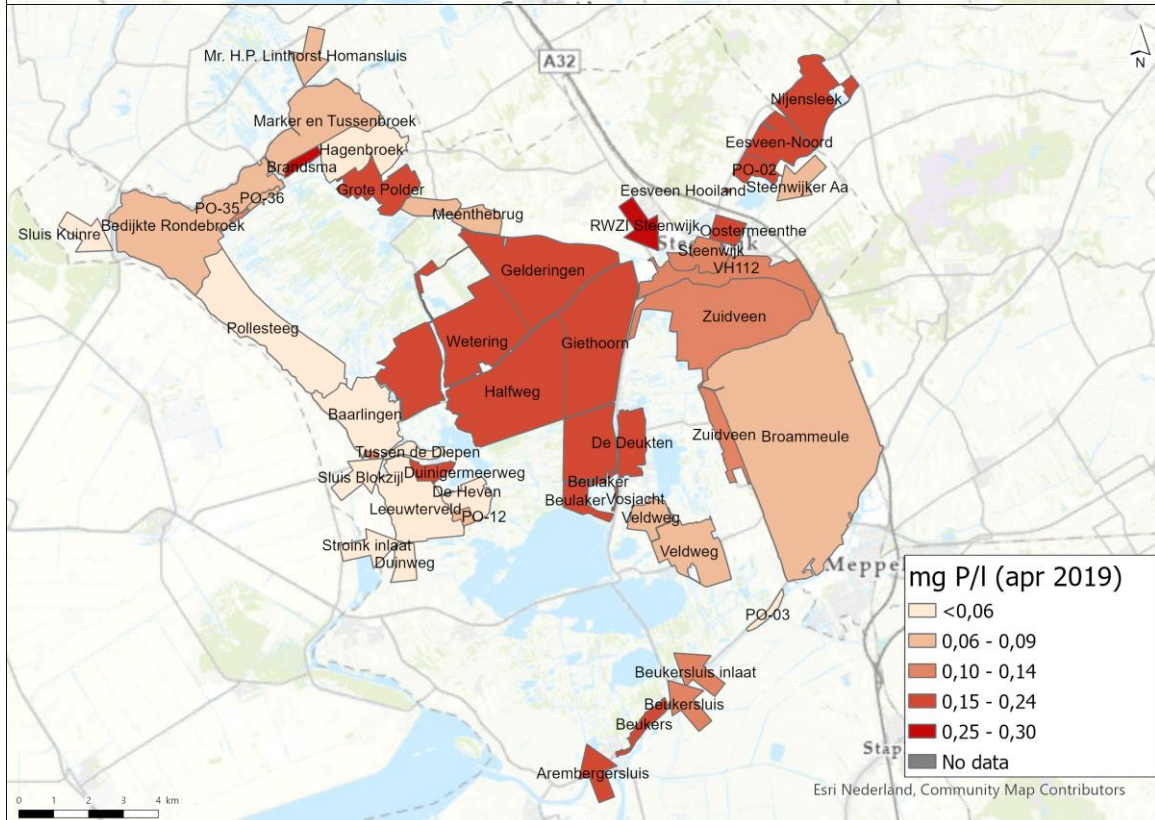 A32
N
Mr. H.P. Linthorst Homansluis
Marker en Tussenbroek
Hagenbroek
Brandsma
Grote Polder
PO-36
PO-35
Meenthebrug
Bedijkte Rondebroek
Sluis Kuinre
Nijensleek
Eesveen-Noord
PO-02
Steenwijker Aa
Eesveen Hooiland
RWZI Steenwijk
Oostermeenthe
Steenwijk
VH112
Gelderingen
Zuidveen
Pollesteeg
Wetering
Giethoorn
Halfweg
Baarlingen
Broammeule
Zuidveen
De Deukten
Tussen de Diepen
Sluis Blokzijl
Duinigermeerweg
De Heven
Beulaker
Beulaker
Vosjacht
Leeuwterveld
PO-12
Veldweg
Stroink inlaat
Duinweg
Veldweg
Meppel
PO-03
Beukersluis inlaat
Beukersluis
Beukers
Arembergersluis
Stap
mg P/l (apr 2019)
<0,06
0,06 - 0,09
0,10 - 0,14
0,15 - 0,24
0,25 - 0,30
No data
Esri Nederland, Community Map Contributors
0 1 2 3 4 km